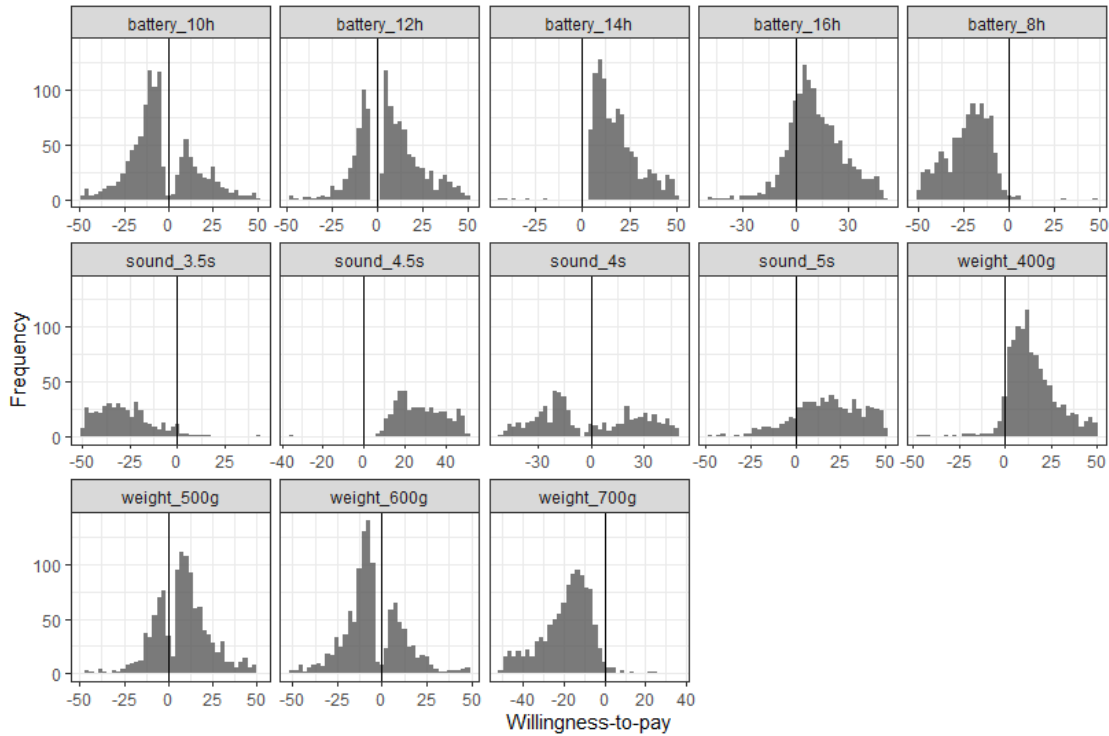 battery_10h battery_12h battery_14h battery_16h battery_8h
100
50
0
-50 -25 0 25 50 -50 -25 0 25 50 -25 0 25 50 -30 0 30 -50 -25 0 25 50
sound_3.5s sound_4.5s sound_4s sound_5s weight_400g
Frequency
100
50
0
-50 -25 0 25 50 -40 -20 0 20 40 -30 0 30 -50 -25 0 25 50 -50 -25 0 25 50
weight_500g weight_600g weight_700g
100
50
0
-50 -25 0 25 50 -50 -25 0 25 50 -40 -20 0 20 40
Willingness-to-pay